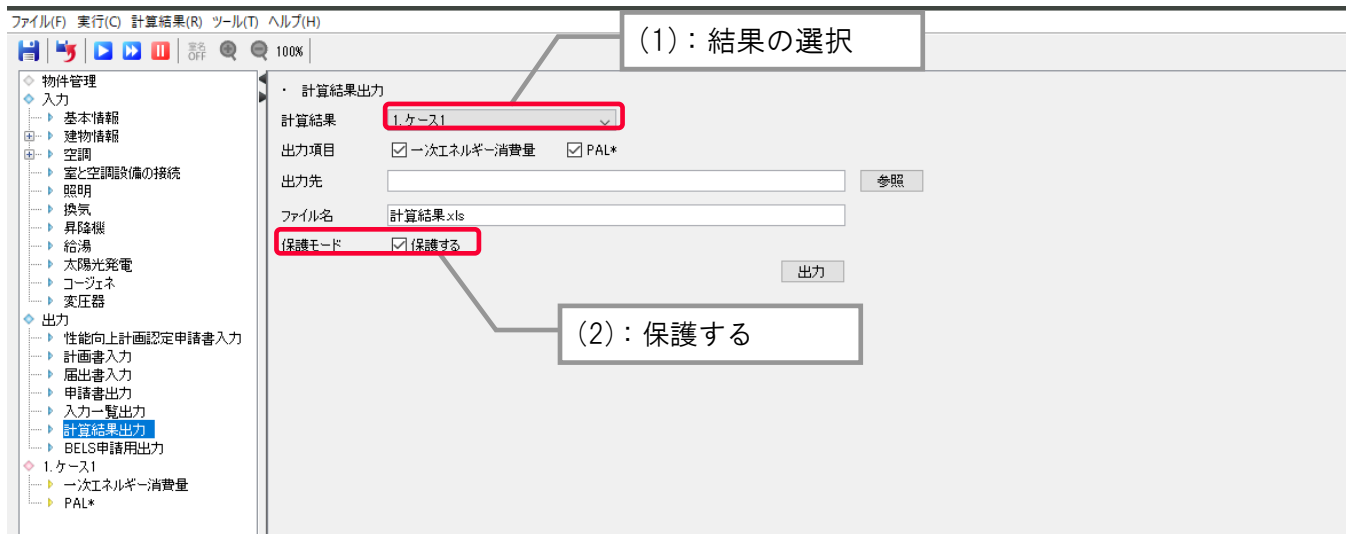 ファイル(F) 実行(C) 計算結果(R) ツール(T) ヘルプ(H)
室名
OFF
100%
(1)：結果の選択
物件管理
入力
基本情報
建物情報
空調
室と空調設備の接続
照明
換気
昇降機
給湯
太陽光発電
コージェネ
変圧器
出力
性能向上計画認定申請書入力
計画書入力
届出書入力
申請書出力
入力一覧出力
計算結果出力
BELS申請用出力
1.ケース1
一次エネルギー消費量
PAL*
・ 計算結果出力
計算結果 1.ケース1
出力項目 一次エネルギー消費量 PAL*
出力先 参照
ファイル名 計算結果.xls
保護モード 保護する
出力
(2)：保護する